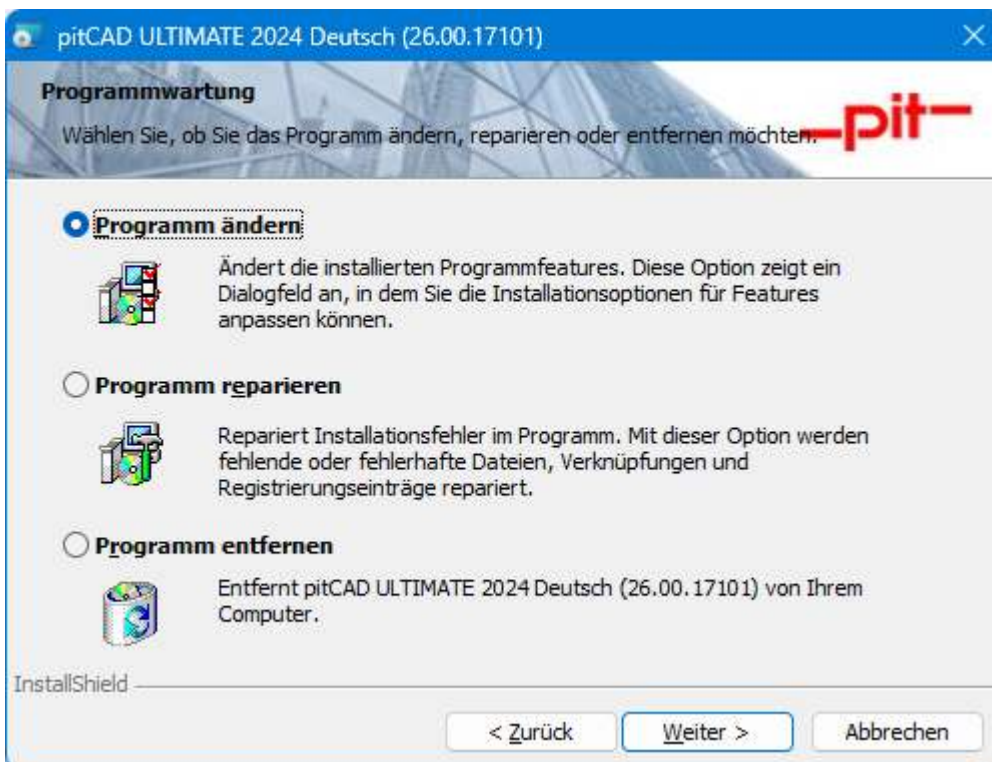 pitCAD ULTIMATE 2024 Deutsch (26.00.17101)
Programmwartung
Wählen Sie, ob Sie das Programm ändern, reparieren oder entfernen möchten.
pit
Programm ändern
Ändert die installierten Programmfeatures. Diese Option zeigt ein
Dialogfeld an, in dem Sie die Installationsoptionen für Features
anpassen können.
Programm reparieren
Repariert Installationsfehler im Programm. Mit dieser Option werden
fehlende oder fehlerhafte Dateien, Verknüpfungen und
Registrierungseinträge repariert.
Programm entfernen
Entfernt pitCAD ULTIMATE 2024 Deutsch (26.00.17101) von Ihrem
Computer.
InstallShield
< Zurück Weiter > Abbrechen